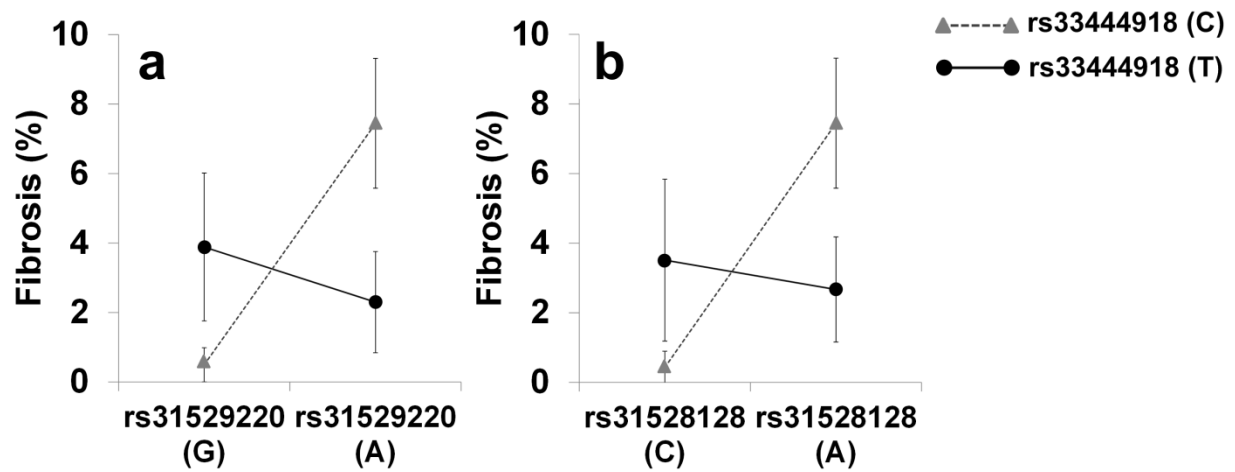 a
Fibrosis (%)
10
8
6
4
2
0
rs31529220 rs31529220
(G) (A)
b
Fibrosis (%)
10
8
6
4
2
0
rs31528128 rs31528128
(C) (A)
rs33444918 (C)
rs33444918 (T)